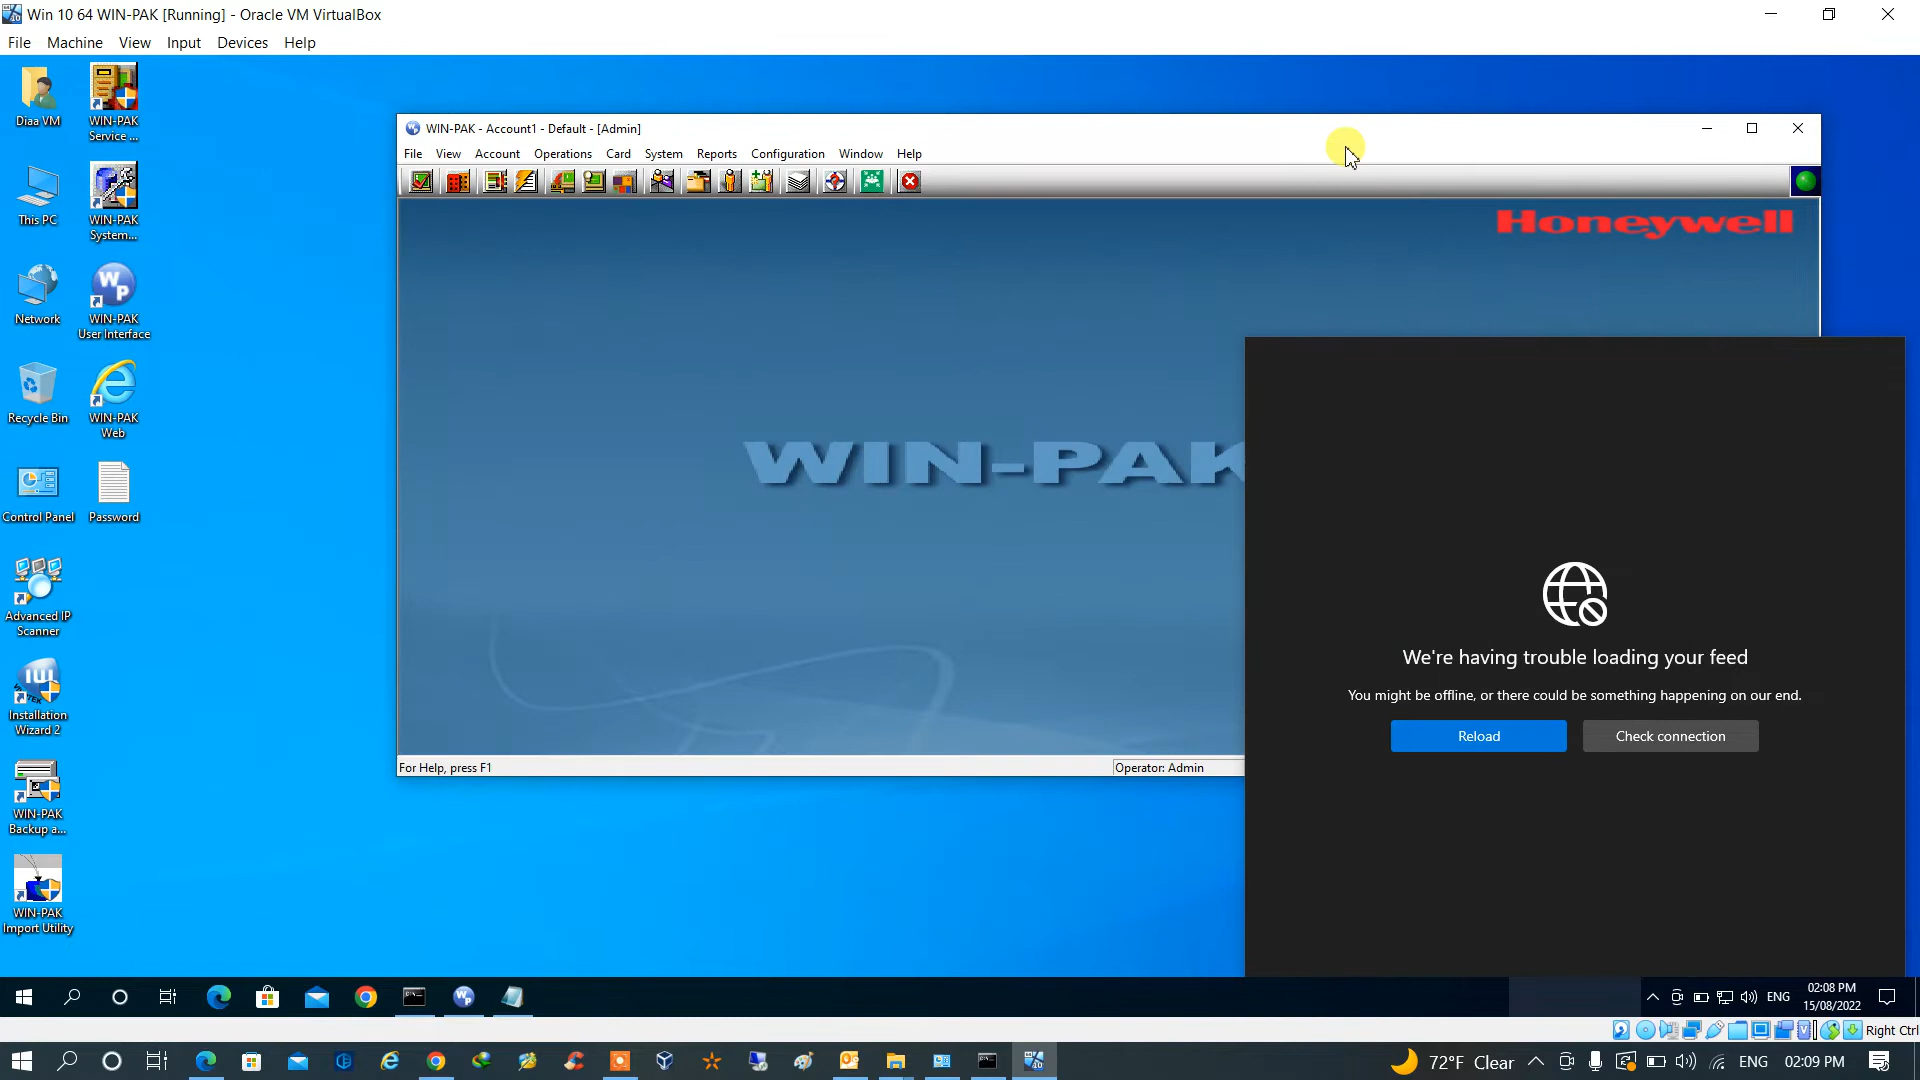 Win 10 64 WIN-PAK [Running] - Oracle VM VirtualBox
File Machine View Input Devices Help
Diaa VM
WIN-PAK
Service ...
This PC
WIN-PAK
System...
Network
WIN-PAK
User Interface
Recycle Bin
WIN-PAK
Web
Control Panel
Password
Advanced IP
Scanner
Installation
Wizard 2
WIN-PAK
Backup a...
WIN-PAK
Import Utility
WIN-PAK - Account1 - Default - [Admin]
File View Account Operations Card System Reports Configuration Window Help
Honeywell
WIN-PAK
For Help, press F1
Operator: Admin
We're having trouble loading your feed
You might be offline, or there could be something happening on our end.
Reload
Check connection
ENG
02:08 PM
15/08/2022
Right Ctrl
72°F Clear
ENG
02:09 PM